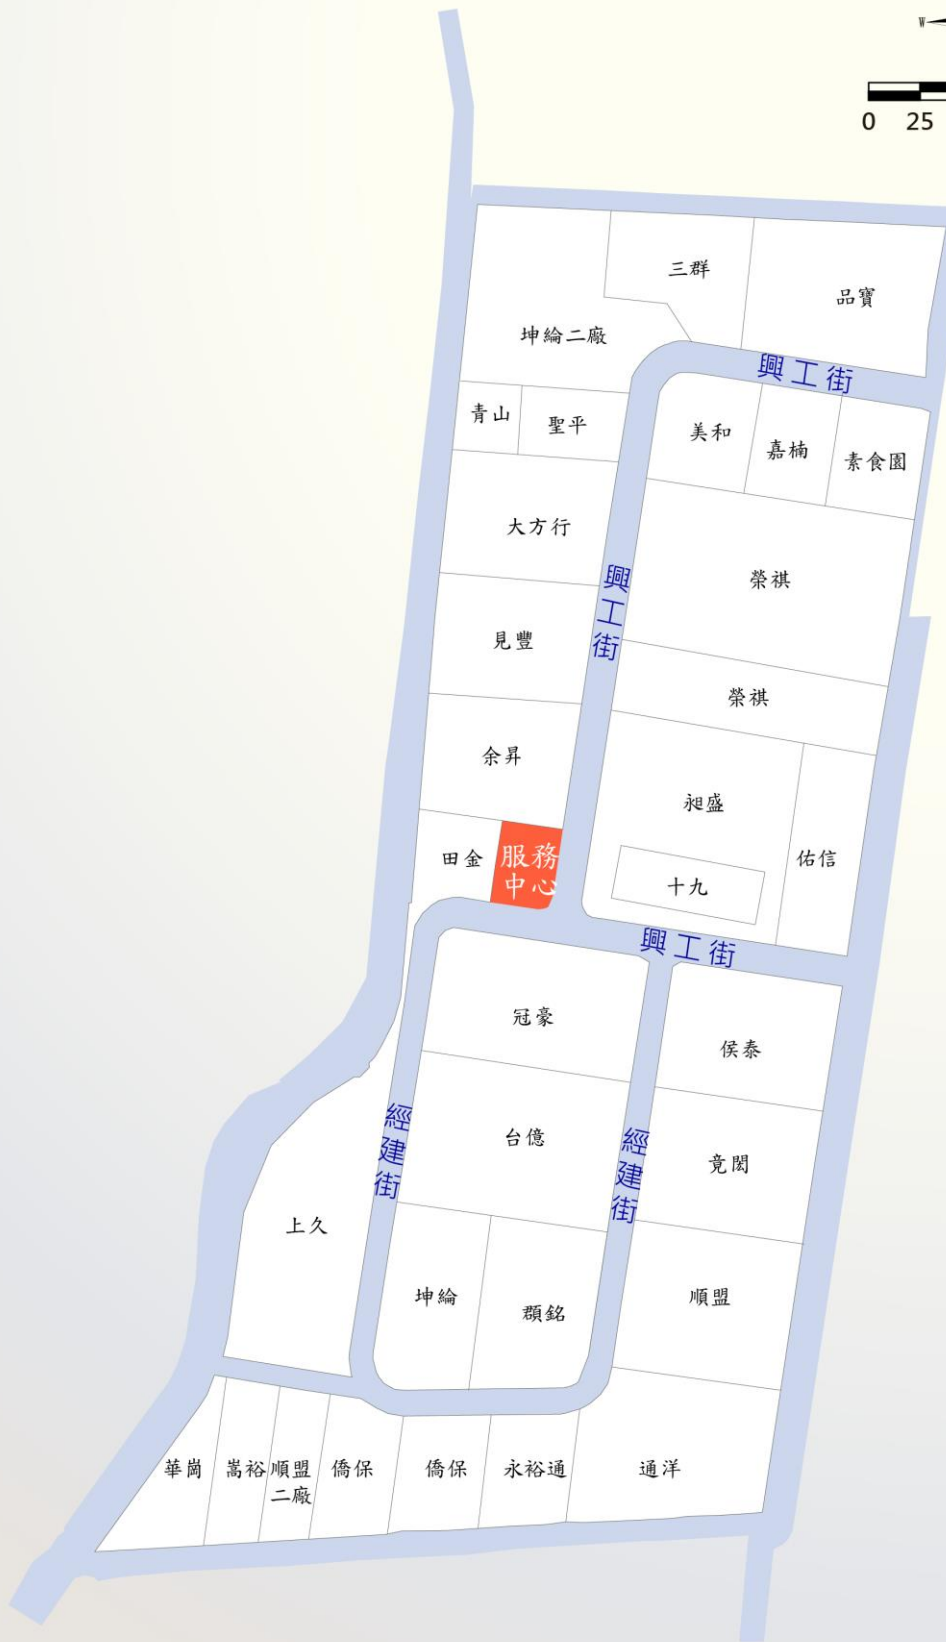 W
0 25
三群
品寶
坤綸二廠
興工街
青山
聖平
美和
嘉楠
素食園
大方行
榮祺
興工街
見豐
榮祺
余昇
昶盛
田金
服務
中心
佑信
十九
興工街
冠豪
侯泰
經建街
台億
經建街
竟閎
上久
坤綸
順盟
華崗
嵩裕
順盟
二廠
僑保
僑保
永裕通
通洋